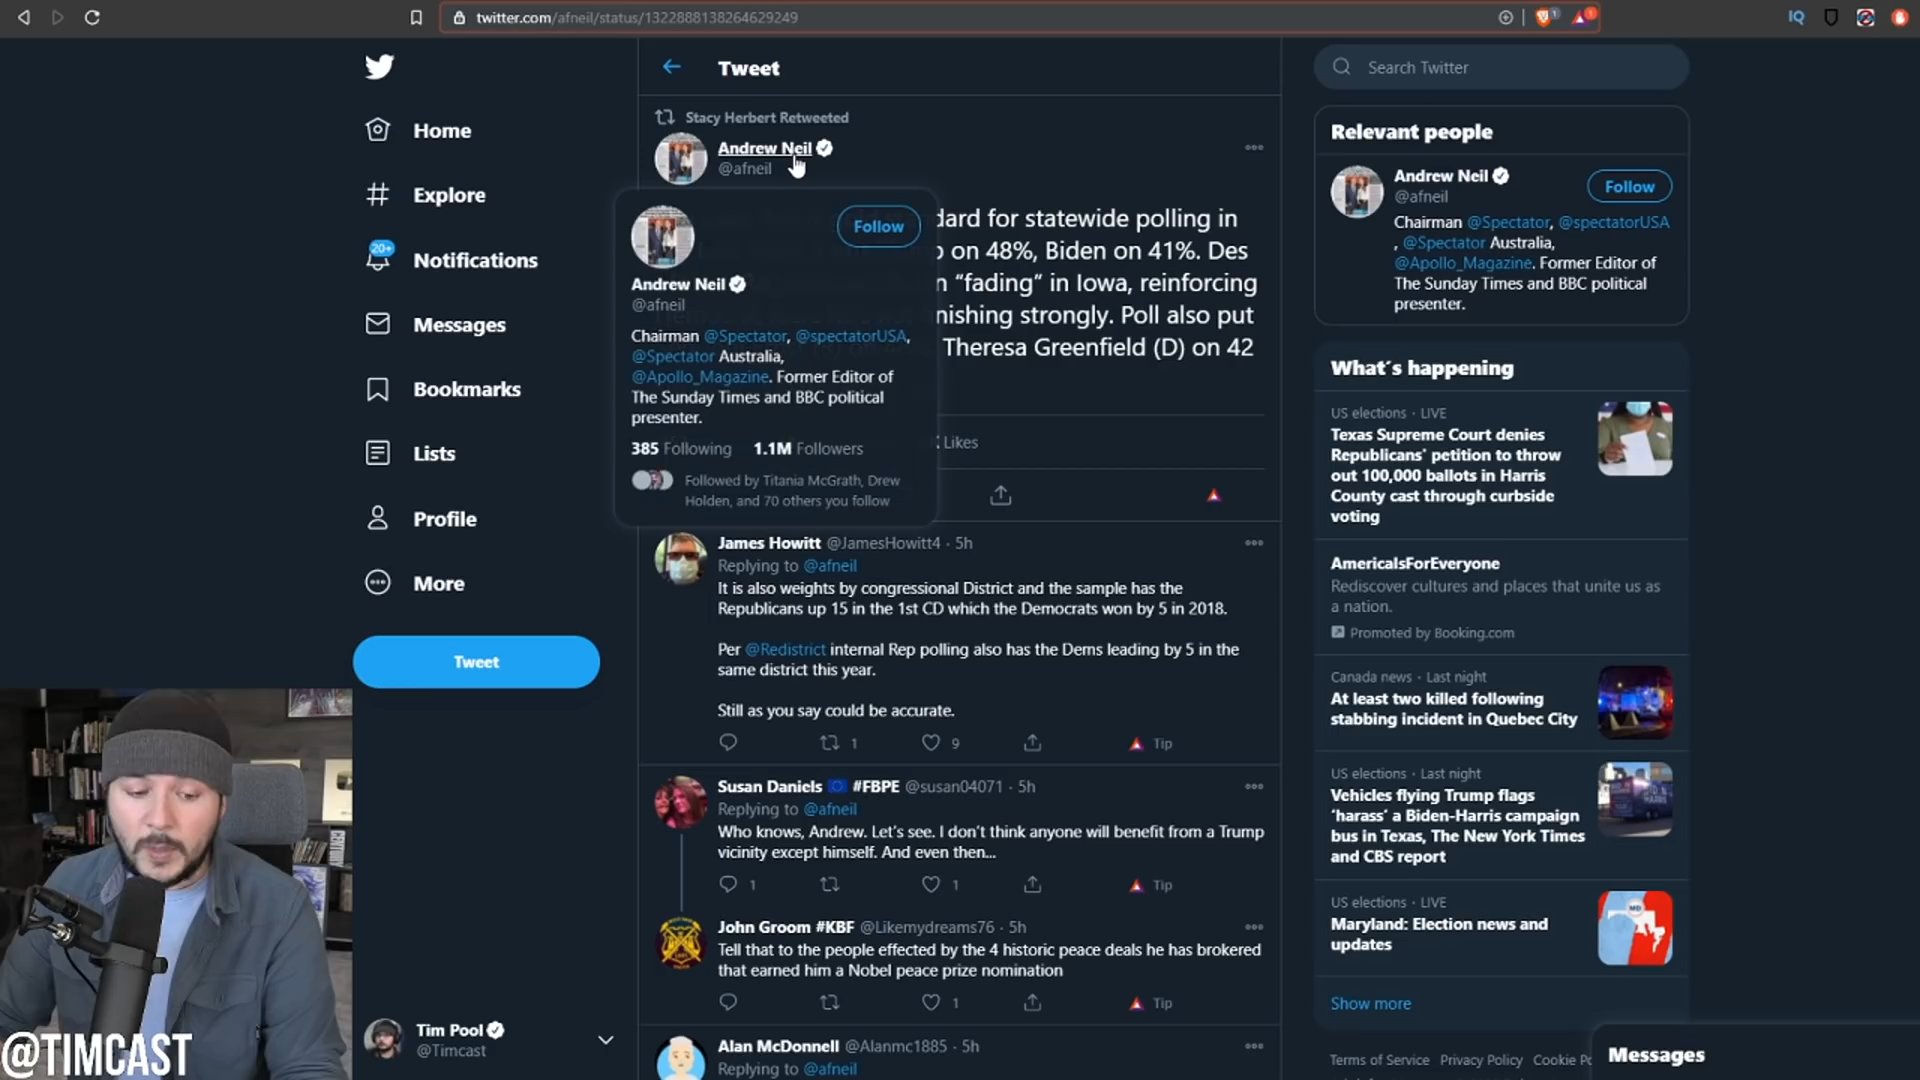 twitter.com/afneil/status/1322888138264629249
1
1
IQ
Home
Explore
20+
Notifications
Messages
Bookmarks
Lists
Profile
More
Tweet
Tim Pool
@Timcast
@TIMCAST
Tweet
Stacy Herbert Retweeted
Andrew Neil
@afneil
dard for statewide polling in
on 48%, Biden on 41%. Des
“fading“ in Iowa, reinforcing
nishing strongly. Poll also put
Theresa Greenfield (D) on 42
Likes
Follow
Andrew Neil
@afneil
Chairman @Spectator, @spectatorUSA,
@Spectator Australia,
@Apollo_Magazine. Former Editor of
The Sunday Times and BBC political
presenter.
385 Following 1.1M Followers
Followed by Titania McGrath, Drew
Holden, and 70 others you follow
James Howitt @JamesHowitt4 · 5h
Replying to @afneil
It is also weights by congressional District and the sample has the
Republicans up 15 in the 1st CD which the Democrats won by 5 in 2018.
Per @Redistrict internal Rep polling also has the Dems leading by 5 in the
same district this year.
Still as you say could be accurate.
1 9 Tip
Susan Daniels #FBPE @susan04071 · 5h
Replying to @afneil
Who knows, Andrew. Let’s see. I don’t think anyone will benefit from a Trump
vicinity except himself. And even then...
1 1 Tip
John Groom #KBF @Likemydreams76 · 5h
Tell that to the people effected by the 4 historic peace deals he has brokered
that earned him a Nobel peace prize nomination
1 Tip
Alan McDonnell @Alanmc1885 · 5h
Replying to @afneil
Search Twitter
Relevant people
Andrew Neil
@afneil
Follow
Chairman @Spectator, @spectatorUSA
, @Spectator Australia,
@Apollo_Magazine. Former Editor of
The Sunday Times and BBC political
presenter.
What’s happening
US elections · LIVE
Texas Supreme Court denies
Republicans’ petition to throw
out 100,000 ballots in Harris
County cast through curbside
voting
AmericaIsForEveryone
Rediscover cultures and places that unite us as
a nation.
Promoted by Booking.com
Canada news · Last night
At least two killed following
stabbing incident in Quebec City
US elections · Last night
Vehicles flying Trump flags
‘harass’ a Biden-Harris campaign
bus in Texas, The New York Times
and CBS report
US elections · LIVE
Maryland: Election news and
updates
MD
Show more
Terms of Service Privacy Policy Cookie
Messages